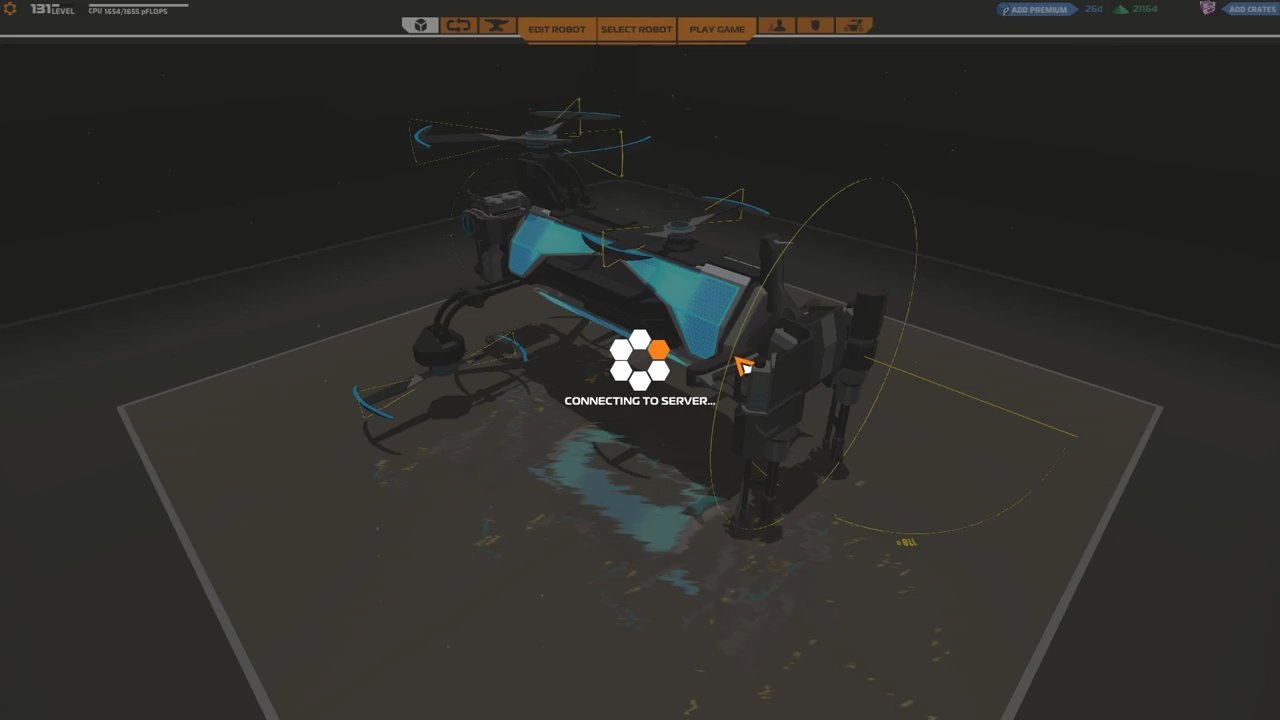 131 LEVEL
CPU 1654/1655 pFLOPS
EDIT ROBOT
SELECT ROBOT
PLAY GAME
ADD PREMIUM
26d
21164
ADD CRATES
CONNECTING TO SERVER...